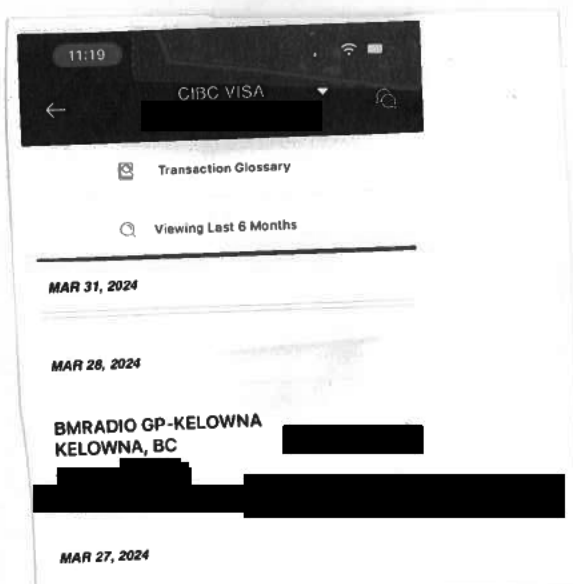 11:19
CIBC VISA
Transaction Glossary
Viewing Last 6 Months
MAR 31, 2024
MAR 28, 2024
BMRADIO GP-KELOWNA
KELOWNA, BC
MAR 27, 2024